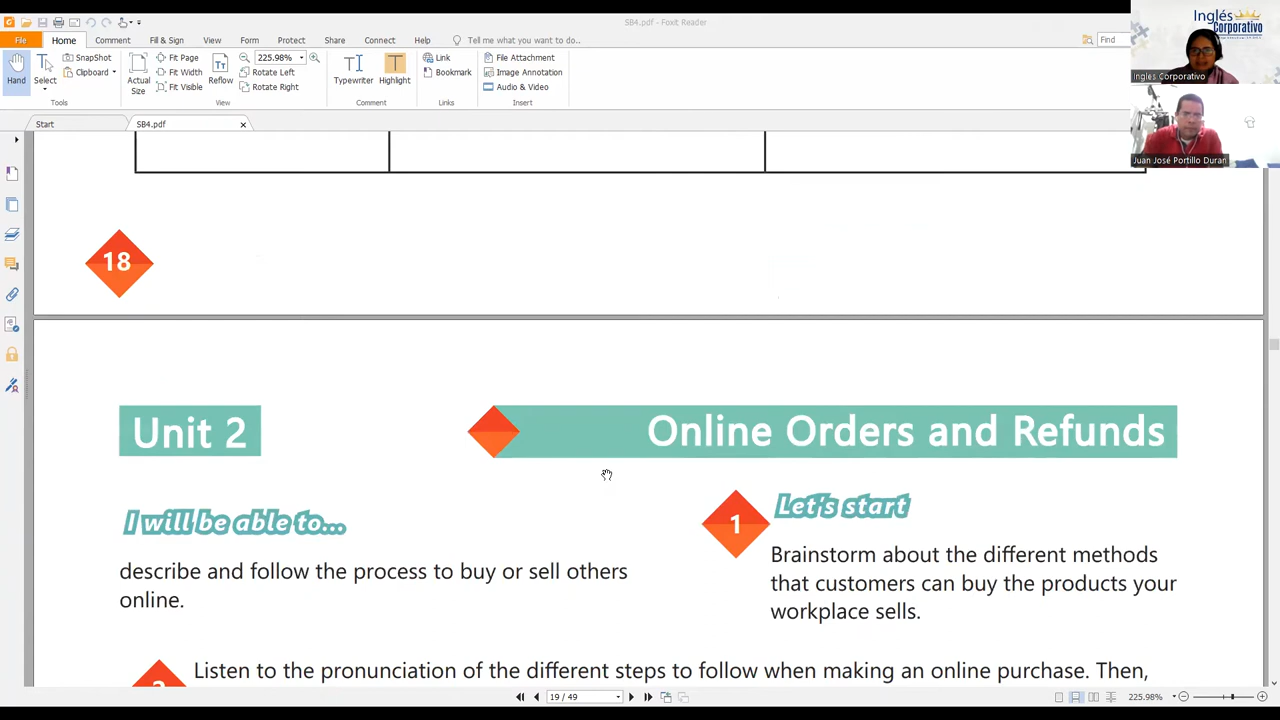 SB4.pdf - Foxit Reader
File Home Comment Fill & Sign View Form Protect Share Connect Help Tell me what you want to do... Find
Hand Select SnapShot Clipboard Actual Size Fit Page Fit Width Fit Visible Reflow 225.98% Rotate Left Rotate Right Typewriter Highlight Link Bookmark File Attachment Image Annotation Audio & Video
Tools View Comment Links Insert
Start SB4.pdf
Inglés Corporativo
Ingles Corporativo
Juan José Portillo Duran
18
Unit 2
Online Orders and Refunds
I will be able to...
describe and follow the process to buy or sell others
online.
1
Let's start
Brainstorm about the different methods
that customers can buy the products your
workplace sells.
Listen to the pronunciation of the different steps to follow when making an online purchase. Then,
19 / 49
225.98%